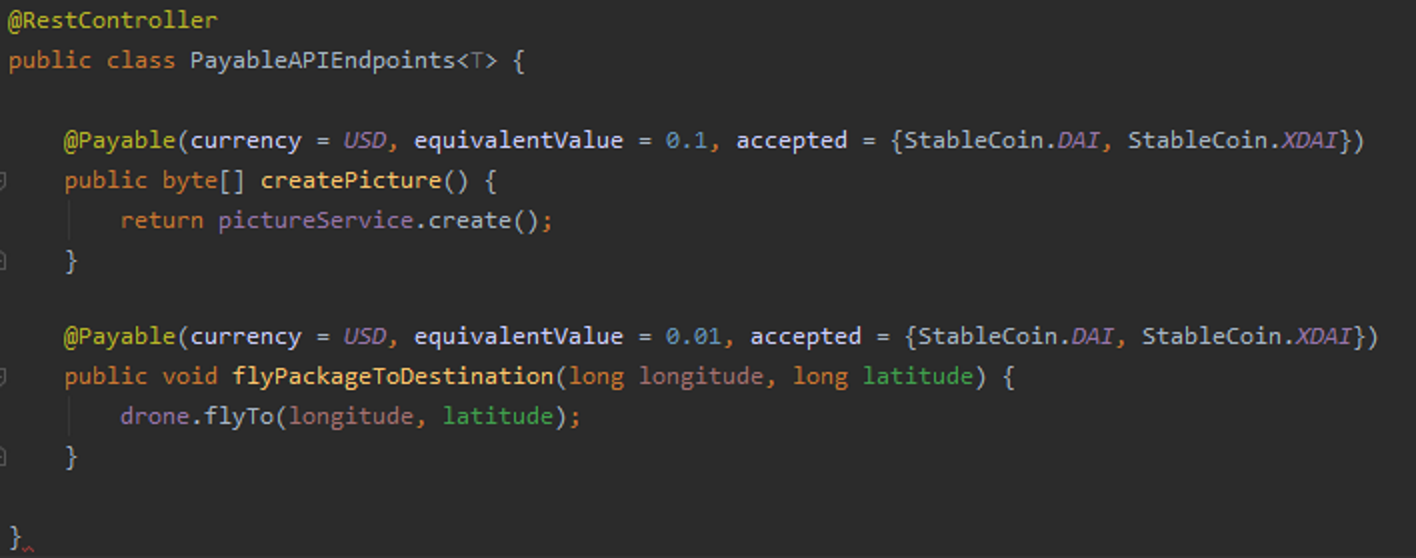 @RestController
public class PayableAPIEndpoints<T> {
@Payable(currency = USD, equivalentValue = 0.1, accepted = {StableCoin.DAI, StableCoin.XDAI})
public byte[] createPicture() {
return pictureService.create();
}
@Payable(currency = USD, equivalentValue = 0.01, accepted = {StableCoin.DAI, StableCoin.XDAI})
public void flyPackageToDestination(long longitude, long latitude) {
drone.flyTo(longitude, latitude);
}
}